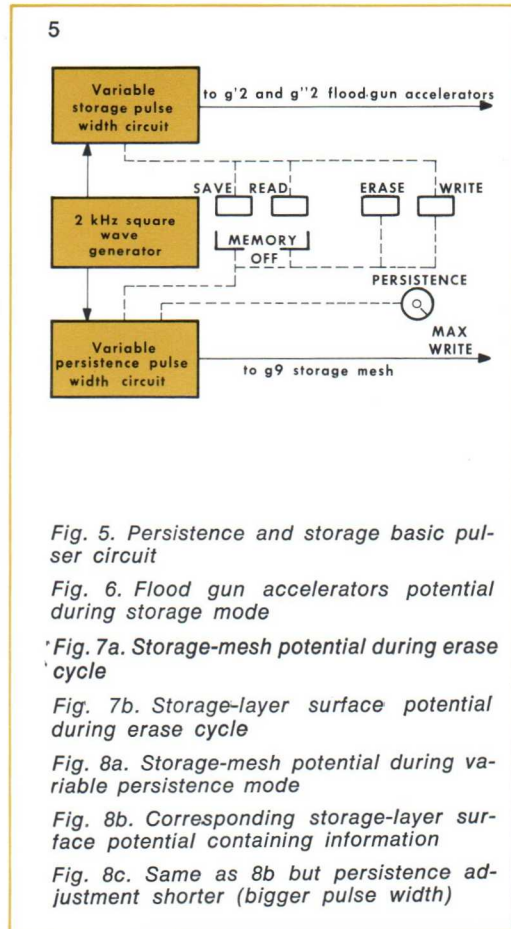 5
Variable
storage pulse
width circuit
to g'2 and g''2 flood-gun accelerators
SAVE READ ERASE WRITE
2 kHz square
wave
generator
MEMORY
OFF
PERSISTENCE
MAX
WRITE
Variable
persistence pulse
width circuit
to g9 storage mesh
Fig. 5. Persistence and storage basic pul-
ser circuit
Fig. 6. Flood gun accelerators potential
during storage mode
Fig. 7a. Storage-mesh potential during erase
cycle
Fig. 7b. Storage-layer surface potential
during erase cycle
Fig. 8a. Storage-mesh potential during va-
riable persistence mode
Fig. 8b. Corresponding storage-layer sur-
face potential containing information
Fig. 8c. Same as 8b but persistence ad-
justment shorter (bigger pulse width)